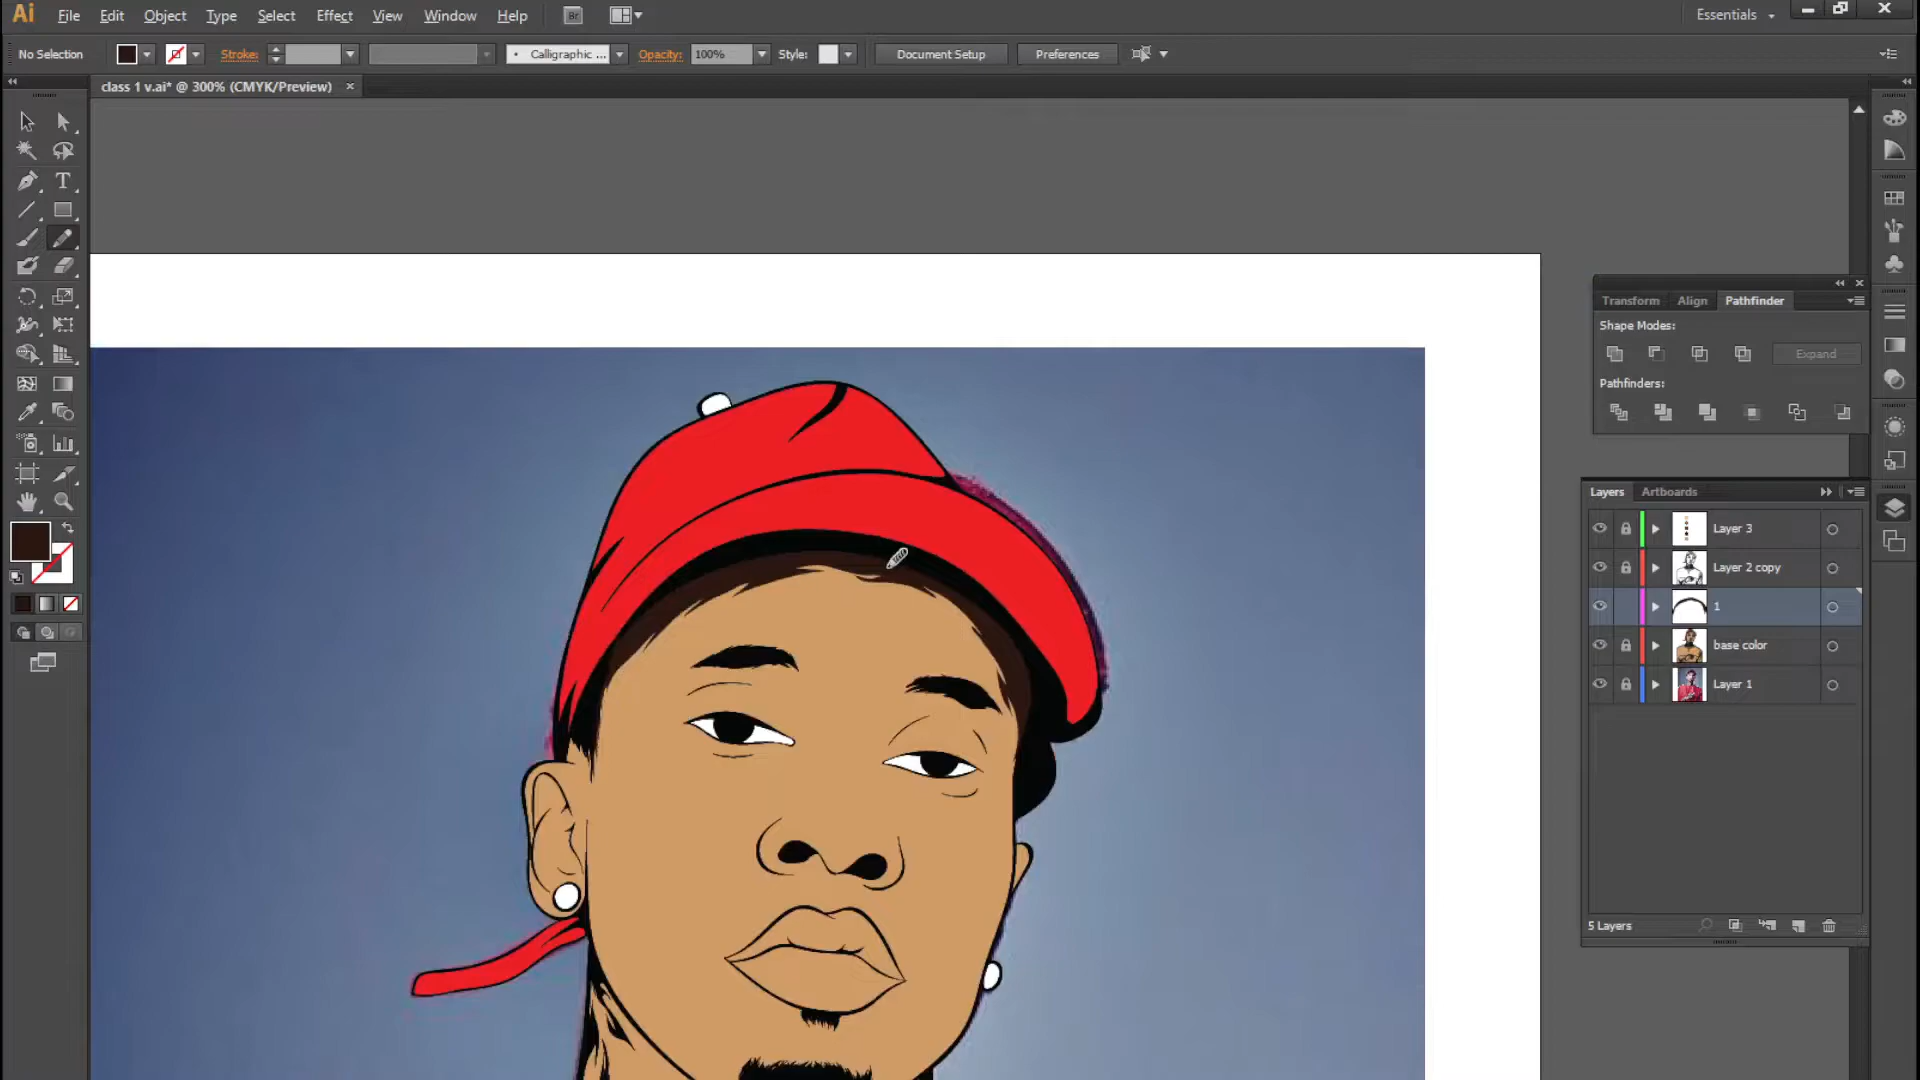 Ai File Edit Object Type Select Effect View Window Help Br Essentials
No Selection Stroke: Calligraphic ... Opacity: 100% Style: Document Setup Preferences
class 1 v.ai* @ 300% (CMYK/Preview)
T
Transform Align Pathfinder
Shape Modes:
Expand
Pathfinders:
Layers Artboards
Layer 3
Layer 2 copy
1
base color
Layer 1
5 Layers